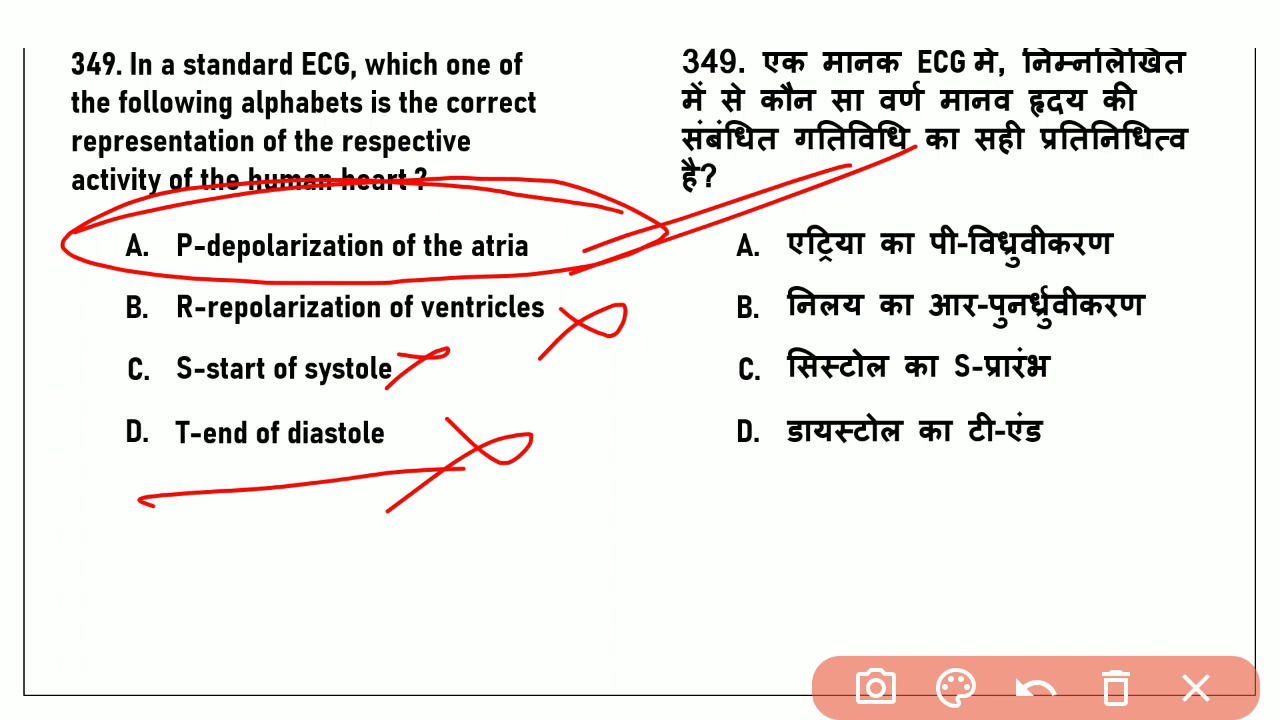 349. In a standard ECG, which one of
the following alphabets is the correct
representation of the respective
activity of the human heart ?
A. P-depolarization of the atria
B. R-repolarization of ventricles
C. S-start of systole
D. T-end of diastole
349. एक मानक ECG में, निम्नलिखित
में से कौन सा वर्ण मानव हृदय की
संबंधित गतिविधि का सही प्रतिनिधित्व
है?
A. एट्रिया का पी-विध्रुवीकरण
B. निलय का आर-पुनर्ध्रुवीकरण
C. सिस्टोल का S-प्रारंभ
D. डायस्टोल का टी-एंड